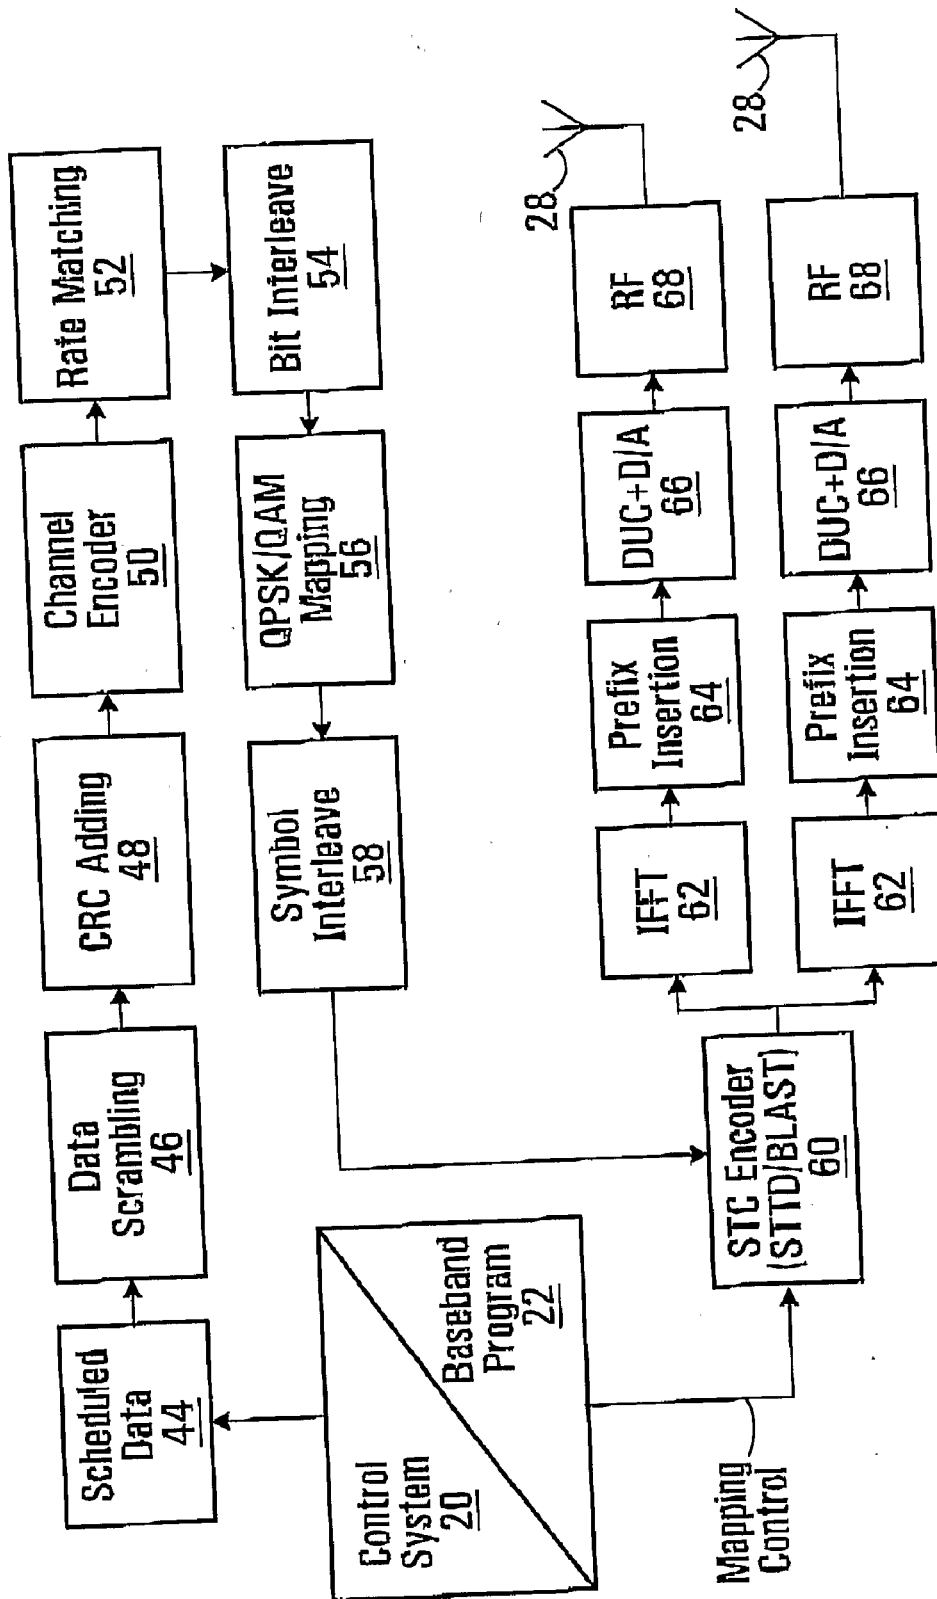 Scheduled
Data
44
Data
Scrambling
46
CRC Adding
48
Channel
Encoder
50
Rate Matching
52
Control
System
20
Baseband
Program
22
Symbol
Interleave
58
QPSK/QAM
Mapping
56
Bit Interleave
54
Mapping
Control
STC Encoder
(STTD/BLAST)
60
IFFT
62
Prefix
Insertion
64
DUC+D/A
66
RF
68
28
IFFT
62
Prefix
Insertion
64
DUC+D/A
66
RF
68
28